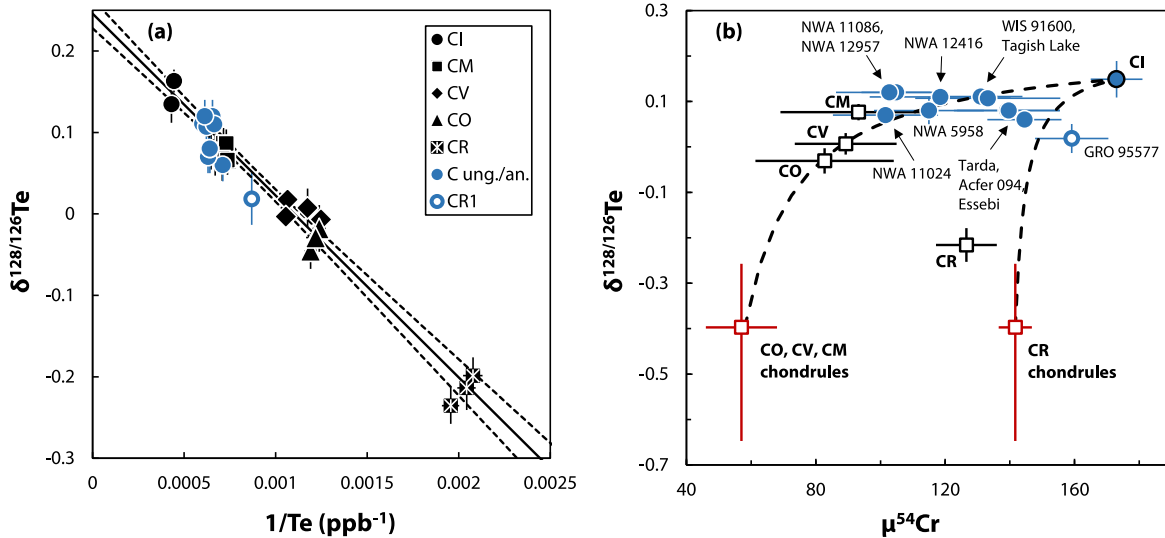 (a)
CI
CM
CV
CO
CR
C ung./an.
CR1
0.2
0.1
0
-0.1
-0.2
-0.3
0
0.0005
0.001
0.0015
0.002
0.0025
δ128/126Te
1/Te (ppb-1)
(b)
NWA 11086,
NWA 12957
NWA 12416
WIS 91600,
Tagish Lake
CI
CM
CV
CO
NWA 5958
NWA 11024
Tarda,
Acfer 094,
Essebi
GRO 95577
CR
CO, CV, CM
chondrules
CR
chondrules
0.3
0.1
-0.1
-0.3
-0.5
-0.7
40
80
120
160
δ128/126Te
μ54Cr